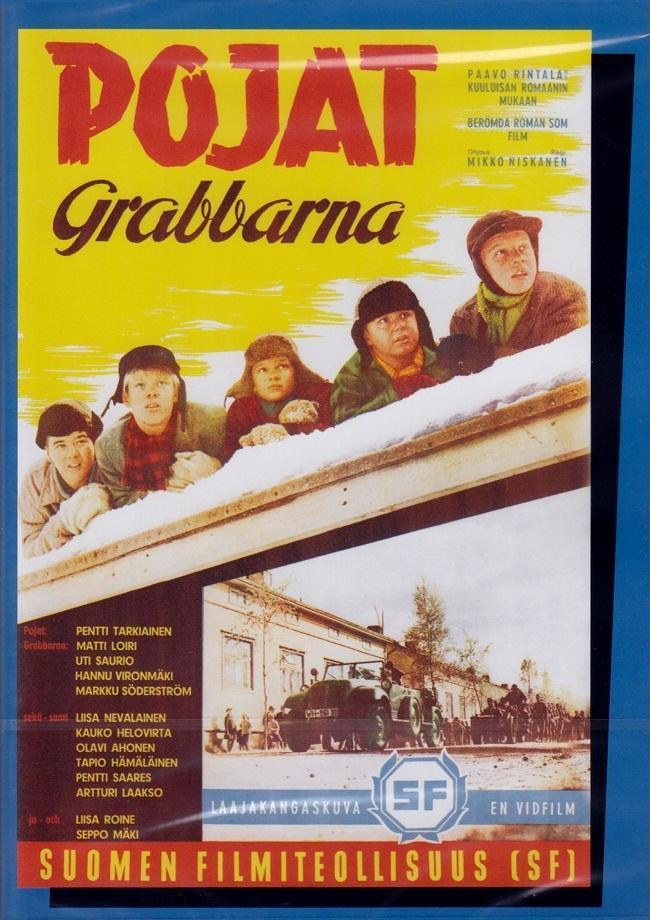 POJAT
Grabbarna
PAAVO RINTALAN
KUULUISAN ROMAANIN
MUKAAN
BERÖMDA ROMAN SOM
FILM
Ohjaus Regi:
MIKKO NISKANEN
Pojat: PENTTI TARKIAINEN
Grabbarna: MATTI LOIRI
UTI SAURIO
HANNU VIRONMÄKI
MARKKU SÖDERSTRÖM
sekä - samt LIISA NEVALAINEN
KAUKO HELOVIRTA
OLAVI AHONEN
TAPIO HÄMÄLÄINEN
PENTTI SAARES
ARTTURI LAAKSO
ja - och LIISA ROINE
SEPPO MÄKI
LAAJAKANGASKUVA SF EN VIDFILM
SUOMEN FILMITEOLLISUUS (SF)